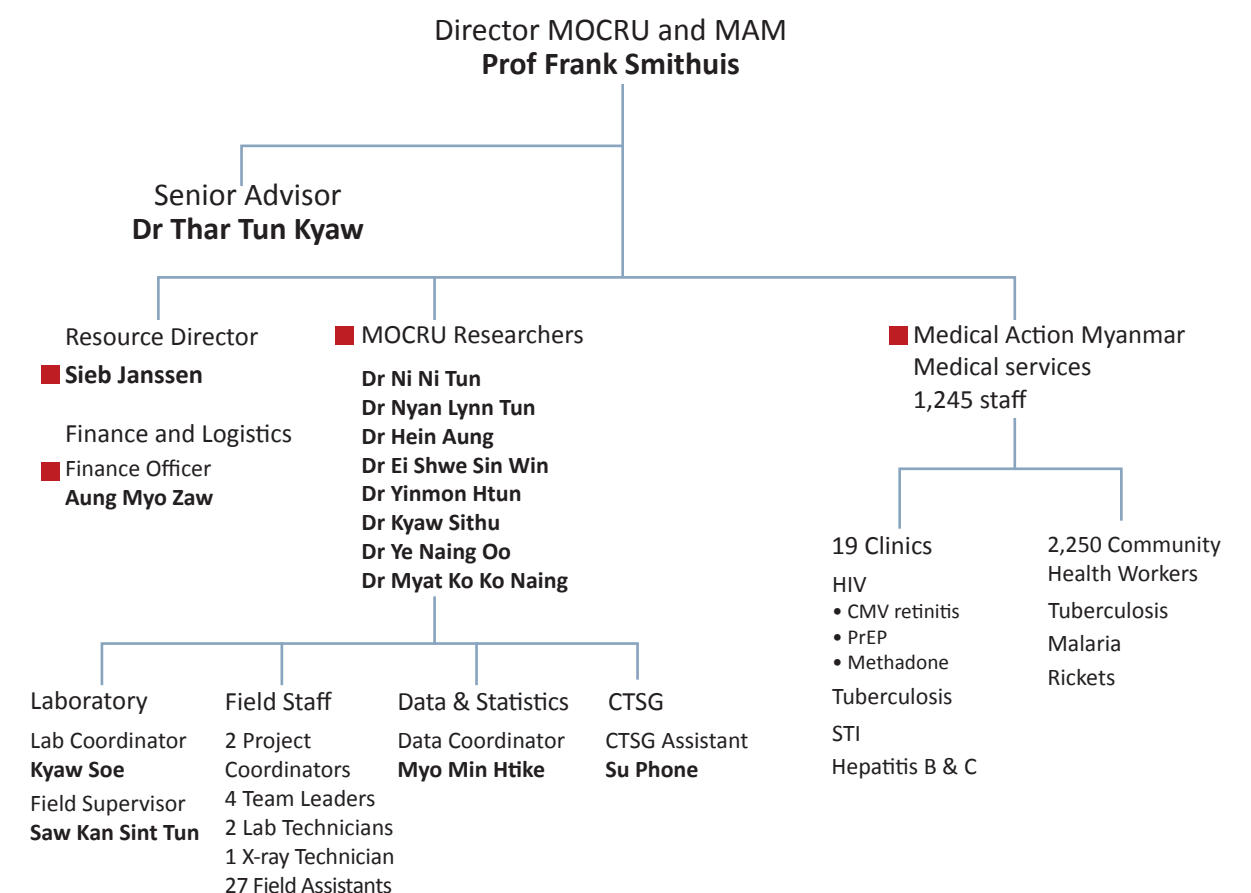 Director MOCRU and MAM
Prof Frank Smithuis
Senior Advisor
Dr Thar Tun Kyaw
Resource Director
Sieb Janssen
Finance and Logistics
Finance Officer
Aung Myo Zaw
MOCRU Researchers
Dr Ni Ni Tun
Dr Nyan Lynn Tun
Dr Hein Aung
Dr Ei Shwe Sin Win
Dr Yinmon Htun
Dr Kyaw Sithu
Dr Ye Naing Oo
Dr Myat Ko Ko Naing
Laboratory
Lab Coordinator
Kyaw Soe
Field Supervisor
Saw Kan Sint Tun
Field Staff
2 Project
Coordinators
4 Team Leaders
2 Lab Technicians
1 X-ray Technician
27 Field Assistants
Data & Statistics
Data Coordinator
Myo Min Htike
CTSG
CTSG Assistant
Su Phone
Medical Action Myanmar
Medical services
1,245 staff
19 Clinics
HIV
• CMV retinitis
• PrEP
• Methadone
Tuberculosis
STI
Hepatitis B & C
2,250 Community
Health Workers
Tuberculosis
Malaria
Rickets